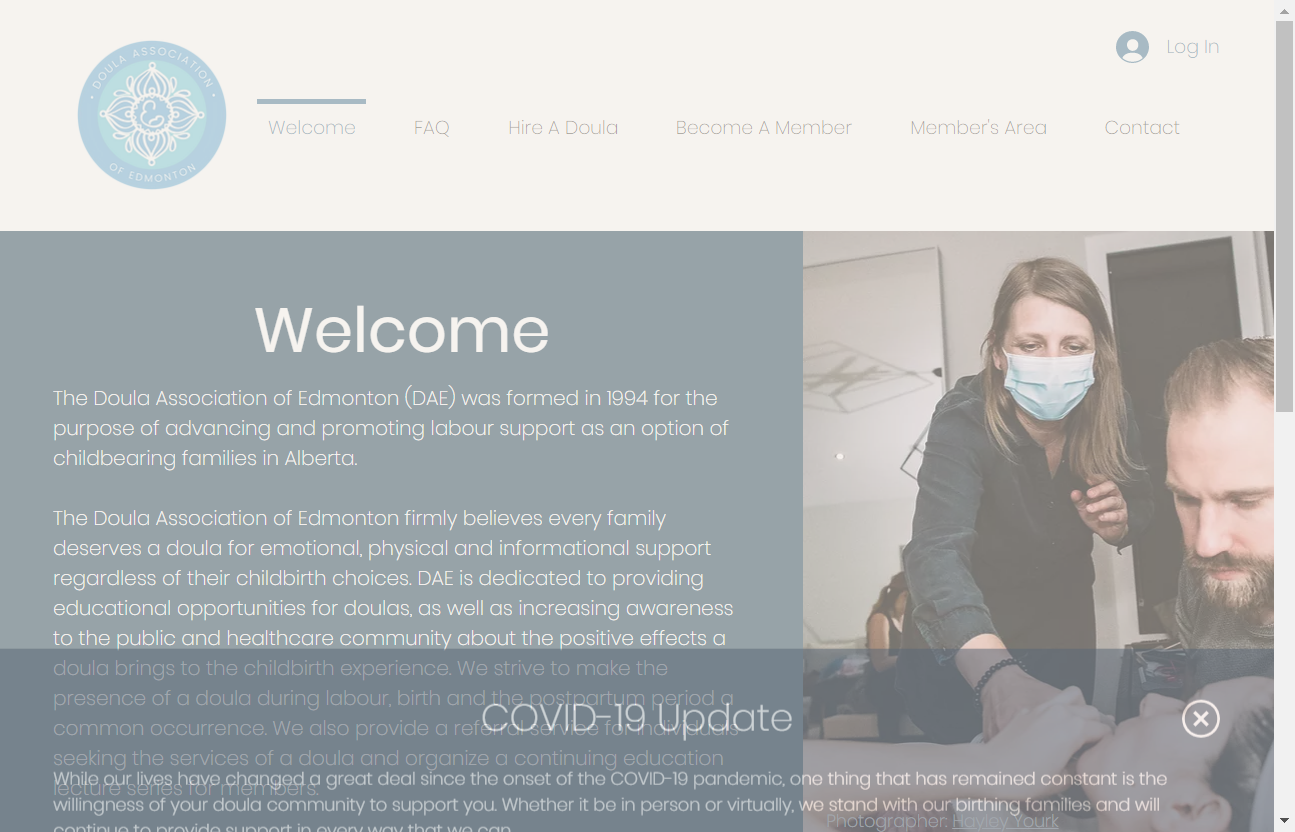 DOULA ASSOCIATION
OF EDMONTON
Log In
Welcome
FAQ
Hire A Doula
Become A Member
Member's Area
Contact
Welcome
The Doula Association of Edmonton (DAE) was formed in 1994 for the
purpose of advancing and promoting labour support as an option of
childbearing families in Alberta.
The Doula Association of Edmonton firmly believes every family
deserves a doula for emotional, physical and informational support
regardless of their childbirth choices. DAE is dedicated to providing
educational opportunities for doulas, as well as increasing awareness
to the public and healthcare community about the positive effects a
doula brings to the childbirth experience. We strive to make the
presence of a doula during labour, birth and the postpartum period a
common occurrence. We also provide a referral service for individuals
seeking the services of a doula and organize a continuing education
lecture series for members.
COVID-19 Update
While our lives have changed a great deal since the onset of the COVID-19 pandemic, one thing that has remained constant is the
willingness of your doula community to support you. Whether it be in person or virtually, we stand with our birthing families and will
continue to provide support in every way that we can.
Photographer: Hayley Yourk